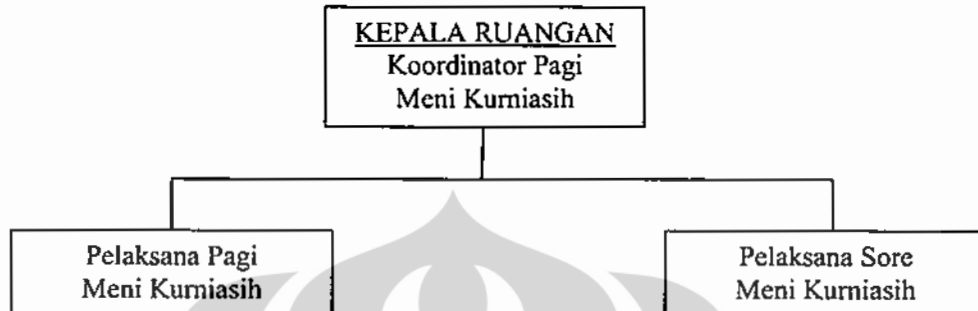 KEPALA RUANGAN
Koordinator Pagi
Meni Kurniasih
Pelaksana Pagi
Meni Kurniasih
Pelaksana Sore
Meni Kurniasih